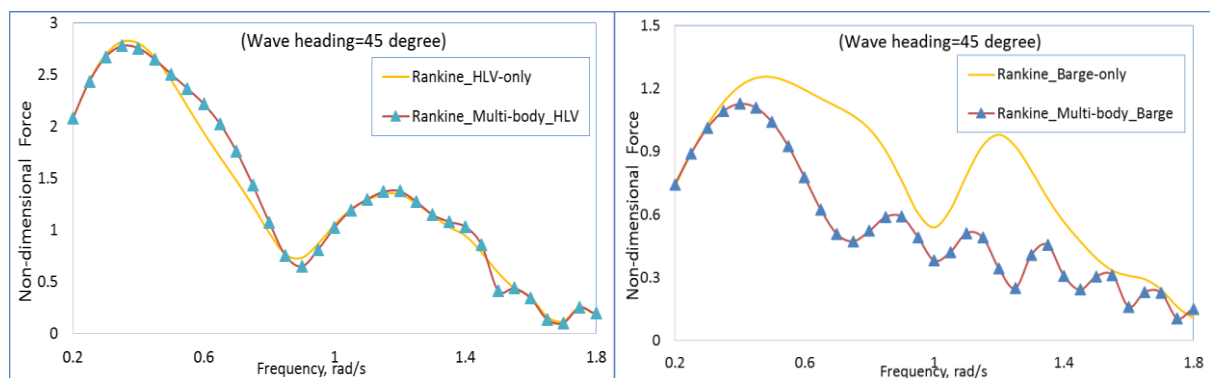 (Wave heading=45 degree)
Rankine_HLV-only
Rankine_Multi-body_HLV
Non-dimensional Force
3
2.5
2
1.5
1
0.5
0
0.2
0.6
1
1.4
1.8
Frequency, rad/s
(Wave heading=45 degree)
Rankine_Barge-only
Rankine_Multi-body_Barge
Non-dimensional Force
1.5
1.2
0.9
0.6
0.3
0
0.2
0.6
1
1.4
1.8
Frequency, rad/s